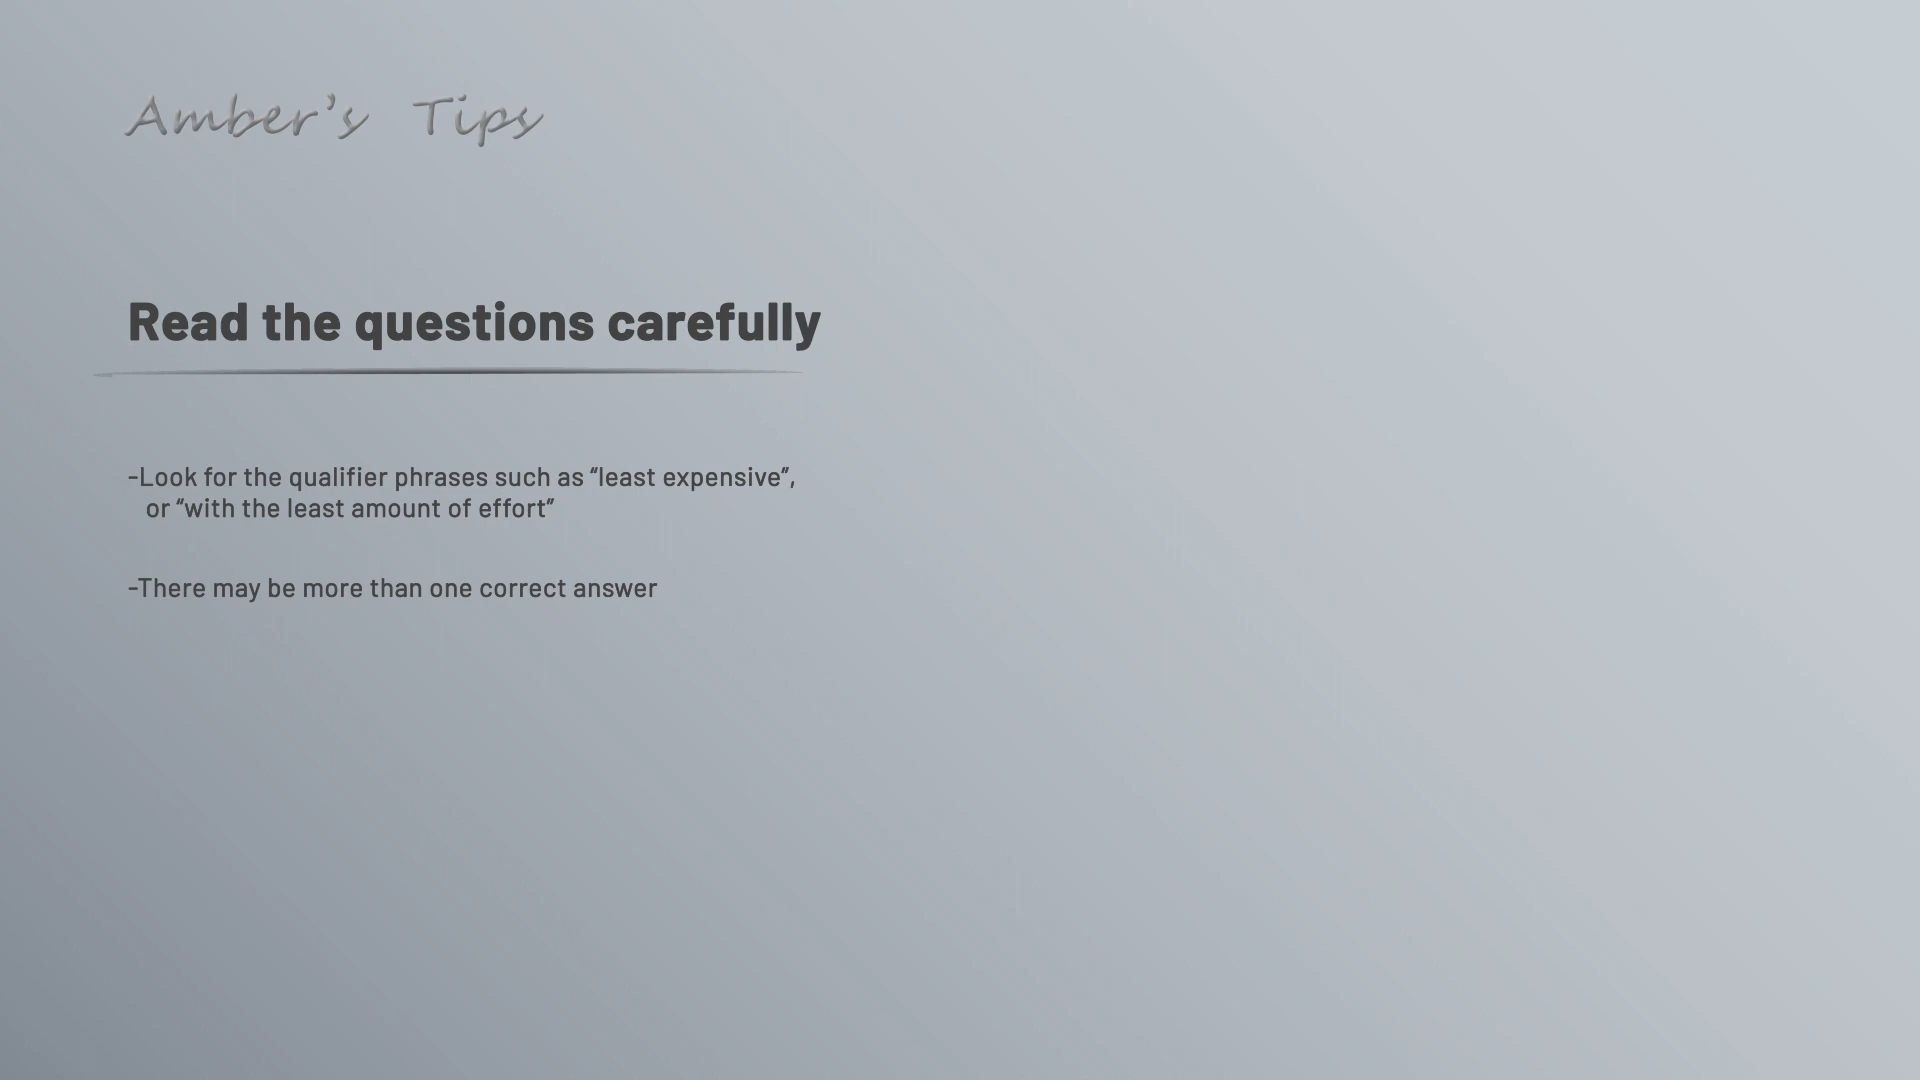 Amber's Tips
Read the questions carefully
-Look for the qualifier phrases such as “least expensive”,
or “with the least amount of effort”
-There may be more than one correct answer